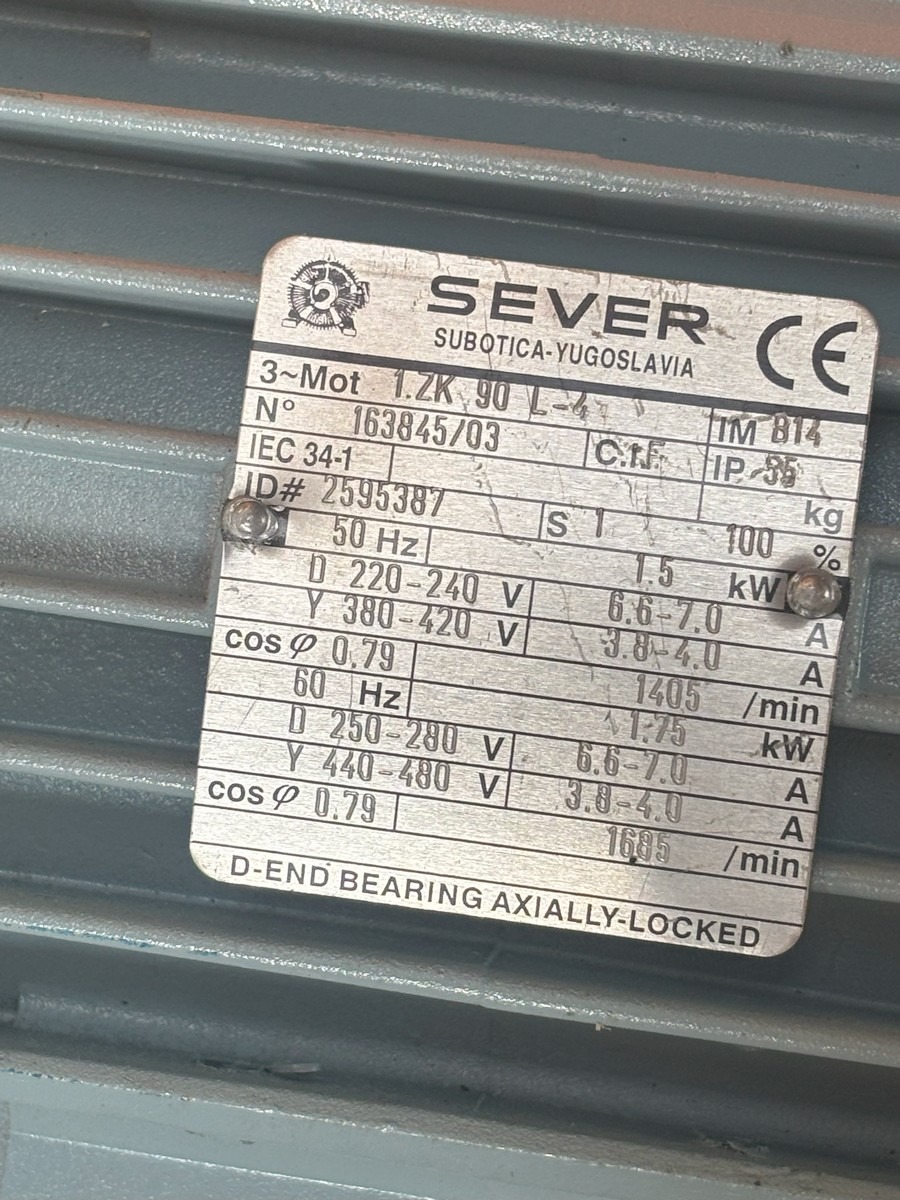 SEVER
SUBOTICA-YUGOSLAVIA
CE
3~Mot 1.ZK 90 L-4 IM B14
N° 163845/03 C.I.F. IP
IEC 34-1 kg
ID# 2595387 S 1 100 %
50 Hz 1.5 kW
D 220-240 V 6.6-7.0 A
Y 380-420 V 3.8-4.0 A
cos φ 0.79 1405 /min
60 Hz 1.75 kW
D 250-280 V 6.6-7.0 A
Y 440-480 V 3.8-4.0 A
cos φ 0.79 1685 /min
D-END BEARING AXIALLY-LOCKED